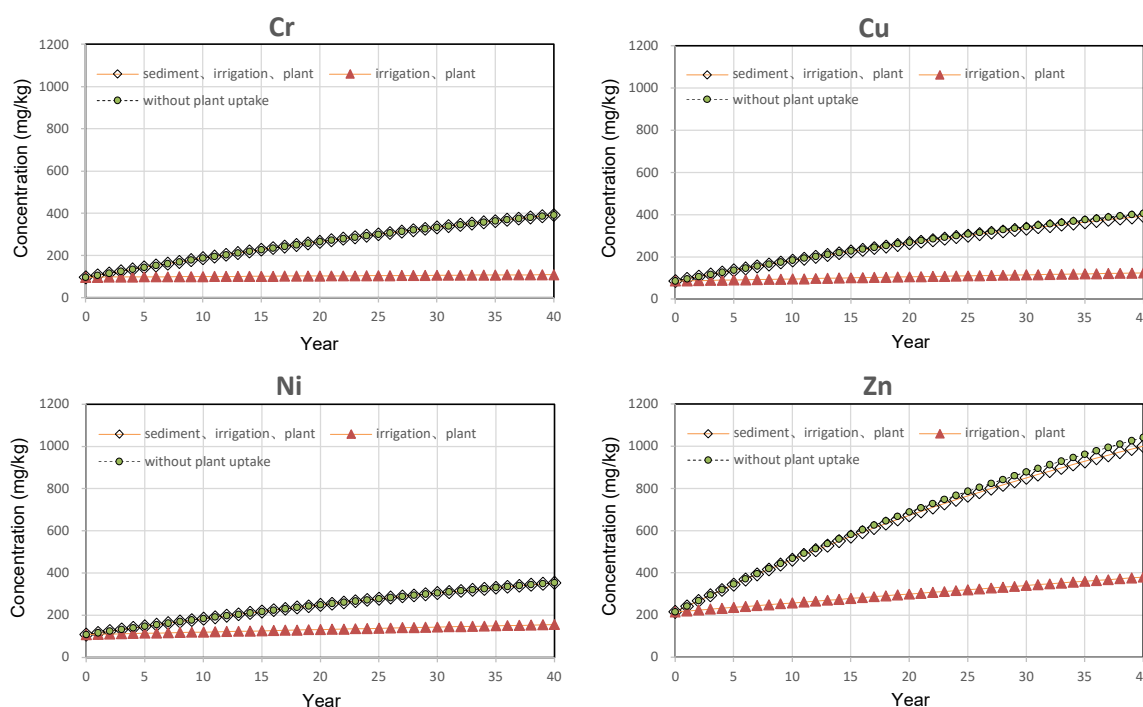 Cr
Concentration (mg/kg)
1200
1000
800
600
400
200
0
sediment、irrigation、plant
irrigation、plant
without plant uptake
0 5 10 15 20 25 30 35 40
Year
Cu
Concentration (mg/kg)
1200
1000
800
600
400
200
0
sediment、irrigation、plant
irrigation、plant
without plant uptake
0 5 10 15 20 25 30 35 4
Year
Ni
Concentration (mg/kg)
1200
1000
800
600
400
200
0
sediment、irrigation、plant
irrigation、plant
without plant uptake
0 5 10 15 20 25 30 35 40
Year
Zn
Concentration (mg/kg)
1200
1000
800
600
400
200
0
sediment、irrigation、plant
irrigation、plant
without plant uptake
0 5 10 15 20 25 30 35 4
Year